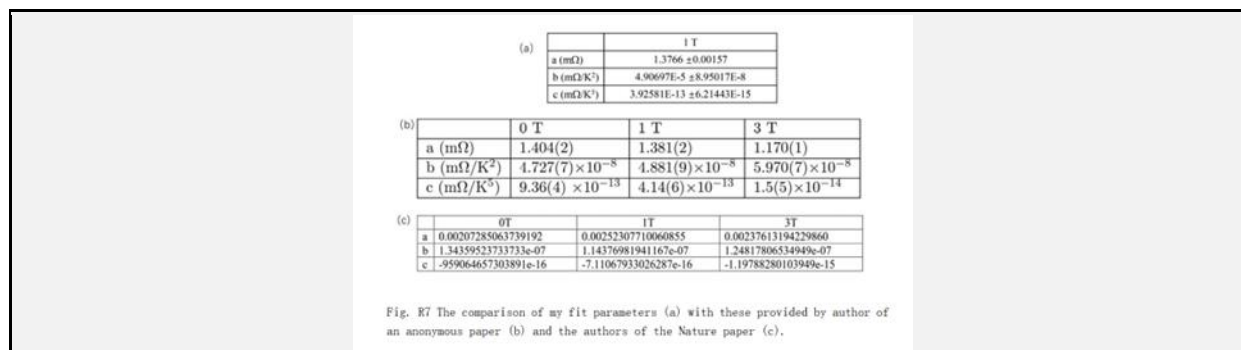 (a)
1 T
a (mΩ) 1.3766 ±0.00157
b (mΩ/K²) 4.90697E-5 ±8.95017E-8
c (mΩ/K⁵) 3.92581E-13 ±6.21443E-15
(b)
0 T 1 T 3 T
a (mΩ) 1.404(2) 1.381(2) 1.170(1)
b (mΩ/K²) 4.727(7)×10⁻⁸ 4.881(9)×10⁻⁸ 5.970(7)×10⁻⁸
c (mΩ/K⁵) 9.36(4) ×10⁻¹³ 4.14(6)×10⁻¹³ 1.5(5)×10⁻¹⁴
(c)
0T 1T 3T
a 0.00207285063739192 0.00252307710060855 0.00237613194229860
b 1.34359523733733e-07 1.14376981941167e-07 1.24817806534949e-07
c -959064657303891e-16 -7.11067933026287e-16 -1.19788280103949e-15
Fig. R7 The comparison of my fit parameters (a) with these provided by author of
an anonymous paper (b) and the authors of the Nature paper (c).